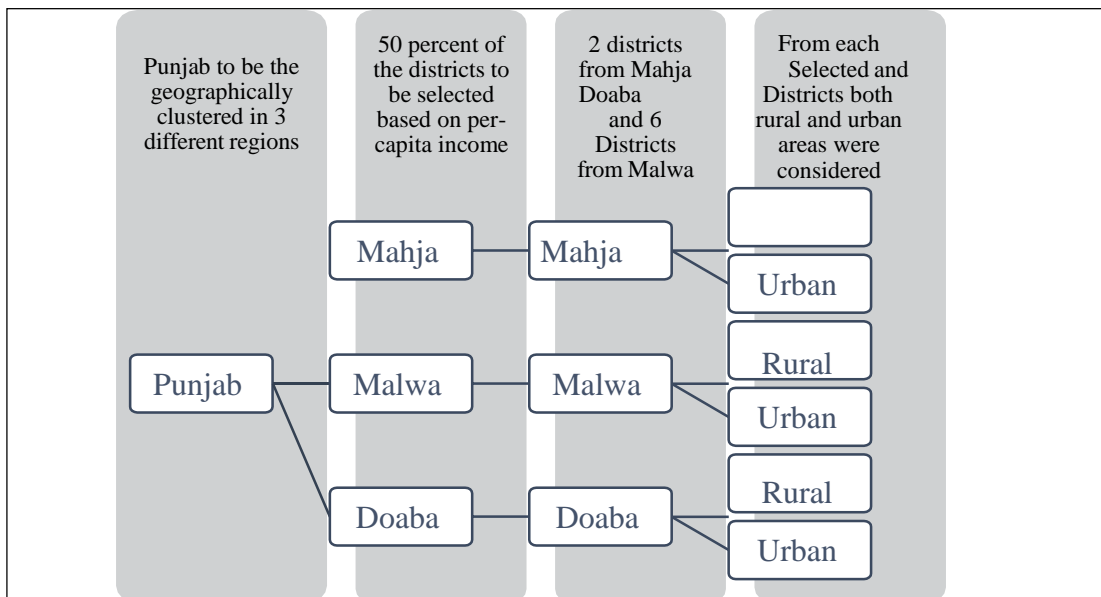 Punjab to be the
geographically
clustered in 3
different regions
50 percent of
the districts to
be selected
based on per-
capita income
2 districts
from Mahja
Doaba
and 6
Districts
from Malwa
From each
Selected and
Districts both
rural and urban
areas were
considered
Mahja
Mahja
Urban
Punjab
Malwa
Malwa
Rural
Urban
Doaba
Doaba
Rural
Urban